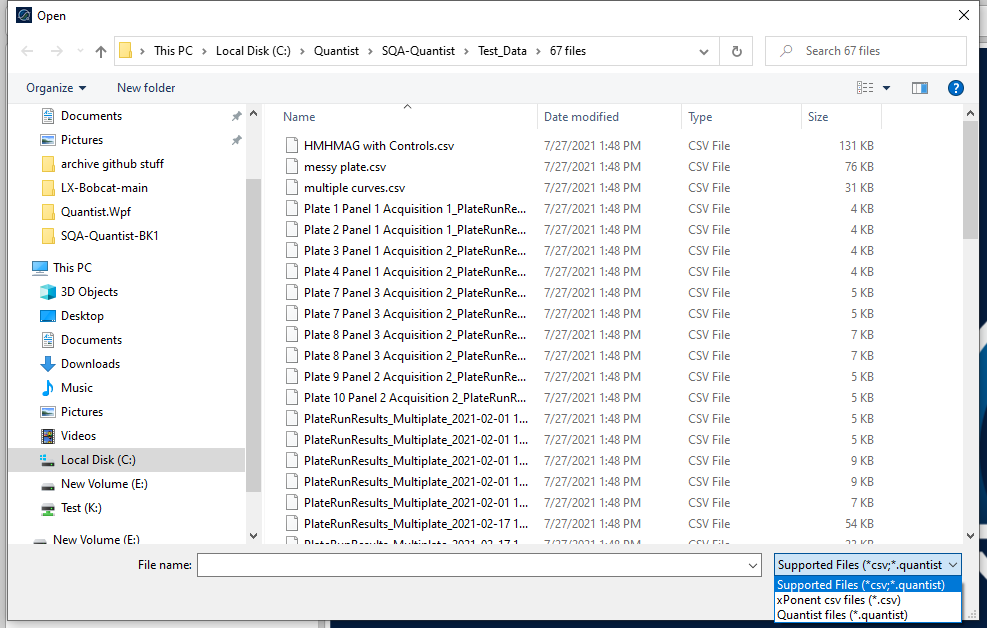 Open
This PC > Local Disk (C:) > Quantist > SQA-Quantist > Test_Data > 67 files
Search 67 files
Organize
New folder
Documents
Pictures
archive github stuff
LX-Bobcat-main
Quantist.Wpf
SQA-Quantist-BK1
This PC
3D Objects
Desktop
Documents
Downloads
Music
Pictures
Videos
Local Disk (C:)
New Volume (E:)
Test (K:)
New Volume (E:)
Name Date modified Type Size
HMHMAG with Controls.csv 7/27/2021 1:48 PM CSV File 131 KB
messy plate.csv 7/27/2021 1:48 PM CSV File 76 KB
multiple curves.csv 7/27/2021 1:48 PM CSV File 31 KB
Plate 1 Panel 1 Acquisition 1_PlateRunRe... 7/27/2021 1:48 PM CSV File 4 KB
Plate 2 Panel 1 Acquisition 1_PlateRunRe... 7/27/2021 1:48 PM CSV File 4 KB
Plate 3 Panel 1 Acquisition 2_PlateRunRe... 7/27/2021 1:48 PM CSV File 4 KB
Plate 4 Panel 1 Acquisition 2_PlateRunRe... 7/27/2021 1:48 PM CSV File 4 KB
Plate 7 Panel 3 Acquisition 2_PlateRunRe... 7/27/2021 1:48 PM CSV File 5 KB
Plate 7 Panel 3 Acquisition 2_PlateRunRe... 7/27/2021 1:48 PM CSV File 5 KB
Plate 8 Panel 3 Acquisition 2_PlateRunRe... 7/27/2021 1:48 PM CSV File 7 KB
Plate 8 Panel 3 Acquisition 2_PlateRunRe... 7/27/2021 1:48 PM CSV File 7 KB
Plate 9 Panel 2 Acquisition 2_PlateRunRe... 7/27/2021 1:48 PM CSV File 5 KB
Plate 10 Panel 2 Acquisition 2_PlateRunR... 7/27/2021 1:48 PM CSV File 5 KB
PlateRunResults_Multiplate_2021-02-01 1... 7/27/2021 1:48 PM CSV File 5 KB
PlateRunResults_Multiplate_2021-02-01 1... 7/27/2021 1:48 PM CSV File 5 KB
PlateRunResults_Multiplate_2021-02-01 1... 7/27/2021 1:48 PM CSV File 9 KB
PlateRunResults_Multiplate_2021-02-01 1... 7/27/2021 1:48 PM CSV File 9 KB
PlateRunResults_Multiplate_2021-02-01 1... 7/27/2021 1:48 PM CSV File 7 KB
PlateRunResults_Multiplate_2021-02-17 1... 7/27/2021 1:48 PM CSV File 54 KB
PlateRunResults_Multiplate_2021-02-17 1... 7/27/2021 1:48 PM CSV File
File name:
Supported Files (*csv;*.quantist
Supported Files (*csv;*.quantist)
xPonent csv files (*.csv)
Quantist files (*.quantist)